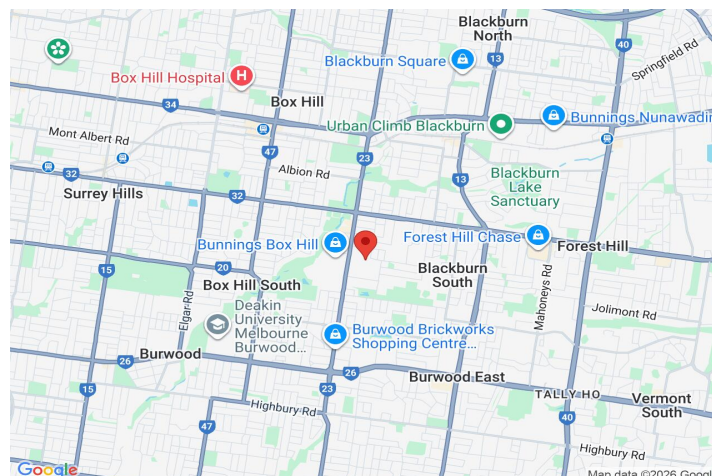 Blackburn
North
40
Springfield Rd
Blackburn Square
13
Box Hill Hospital
H
Box Hill
34
Bunnings Nunawadin
Urban Climb Blackburn
Mont Albert Rd
47
23
Albion Rd
32
13
Blackburn
Lake
Sanctuary
Surrey Hills
32
Bunnings Box Hill
Forest Hill Chase
Forest Hill
15
20
Blackburn
South
Box Hill South
Mahoneys Rd
Elgar Rd
Deakin
University
Melbourne
Burwood...
Jolimont Rd
Burwood Brickworks
Shopping Centre...
Burwood
26
26
Burwood East
15
23
TALLY HO
Vermont
South
Highbury Rd
40
47
Highbury Rd
Google
Map data ©2026 Google